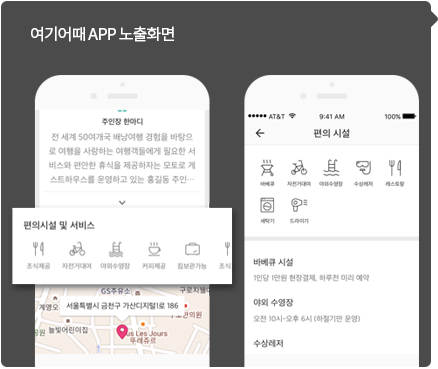 여기어때 APP 노출화면
주인장 한마디
전 세계 50여개국 배낭여행 경험을 바탕으
로 여행을 사랑하는 여행객들에게 필요한 서
비스와 편안한 휴식을 제공하자는 모토로 게
스트하우스를 운영하고 있는 홍길동 주인…
편의시설 및 서비스
조식제공 자전거대여 야외수영장 커피제공 짐보관가능 조식
GS주유소
구로지밸
계영오
서울특별시 금천구 가산디지털1로 186
늘빛어린이집
us Les Jours
뚜레쥬르
AT&T 9:41 AM 100%
편의 시설
바베큐 자전거대여 야외수영장 수상레저 레스토랑
세탁기 드라이기
바베큐 시설
1인당 1만원 현장결제, 하루전 미리 예약
야외 수영장
오전 10시-오후 6시 (하절기만 운영)
수상레저